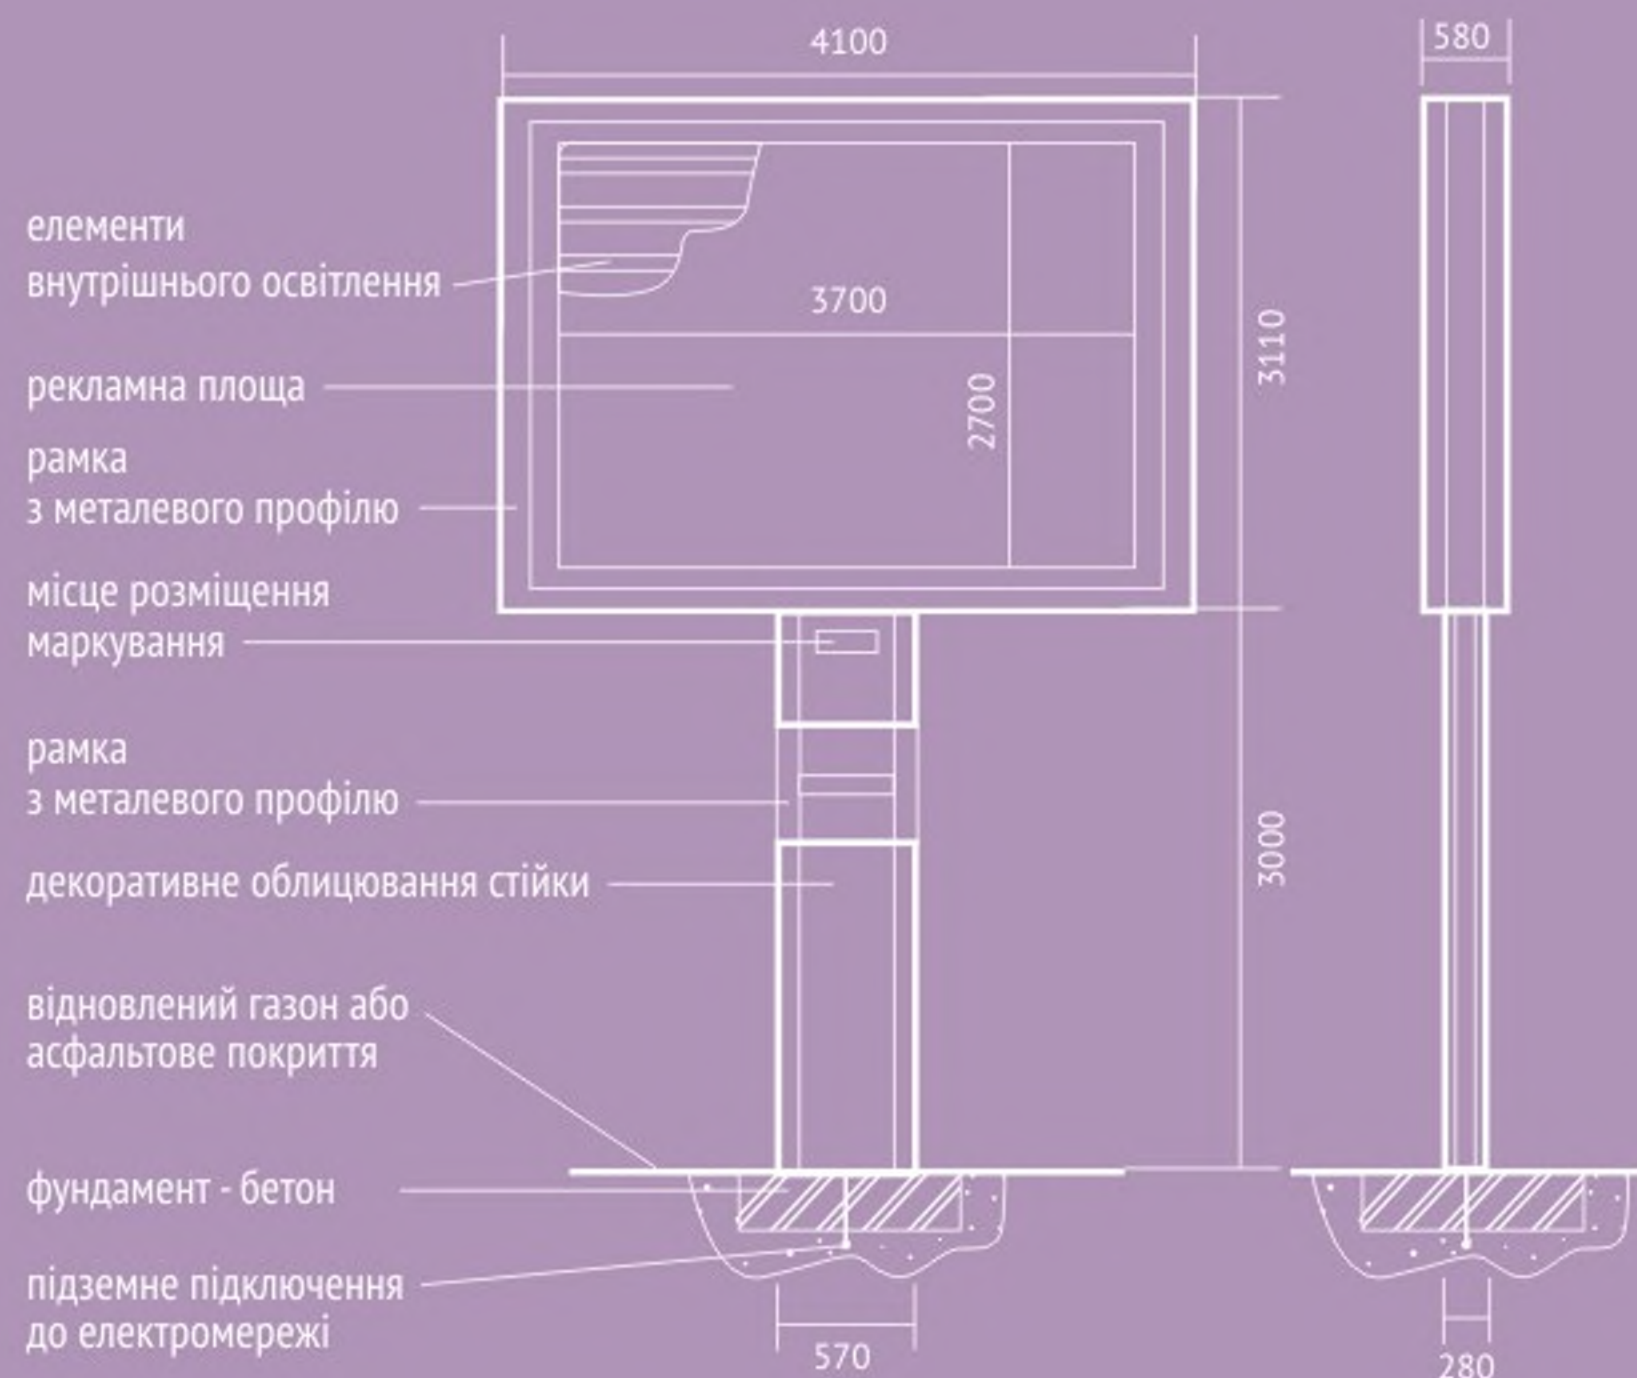 4100
580
елементи
внутрішнього освітлення
3700
3110
рекламна площа
2700
рамка
з металевого профілю
місце розміщення
маркування
рамка
з металевого профілю
3000
декоративне облицювання стійки
відновлений газон або
асфальтове покриття
фундамент - бетон
підземне підключення
до електромережі
570
280